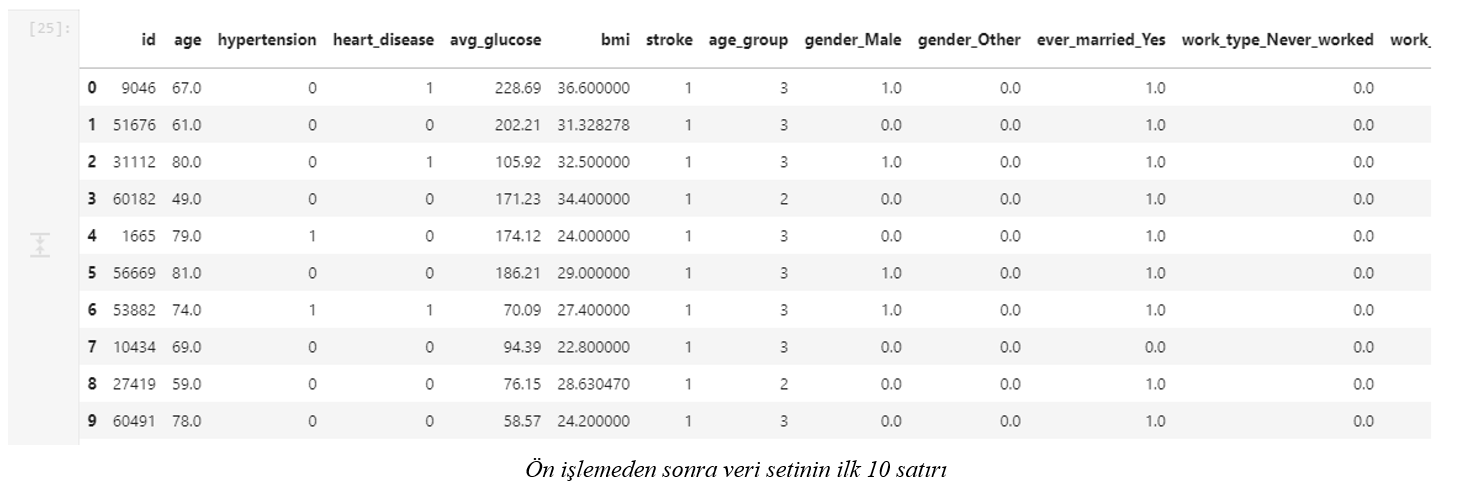 [25]:
id age hypertension heart_disease avg_glucose bmi stroke age_group gender_Male gender_Other ever_married_Yes work_type_Never_worked work_
0 9046 67.0 0 1 228.69 36.600000 1 3 1.0 0.0 1.0 0.0
1 51676 61.0 0 0 202.21 31.328278 1 3 0.0 0.0 1.0 0.0
2 31112 80.0 0 1 105.92 32.500000 1 3 1.0 0.0 1.0 0.0
3 60182 49.0 0 0 171.23 34.400000 1 2 0.0 0.0 1.0 0.0
4 1665 79.0 1 0 174.12 24.000000 1 3 0.0 0.0 1.0 0.0
5 56669 81.0 0 0 186.21 29.000000 1 3 1.0 0.0 1.0 0.0
6 53882 74.0 1 1 70.09 27.400000 1 3 1.0 0.0 1.0 0.0
7 10434 69.0 0 0 94.39 22.800000 1 3 0.0 0.0 0.0 0.0
8 27419 59.0 0 0 76.15 28.630470 1 2 0.0 0.0 1.0 0.0
9 60491 78.0 0 0 58.57 24.200000 1 3 0.0 0.0 1.0 0.0
Ön işlemeden sonra veri setinin ilk 10 satırı